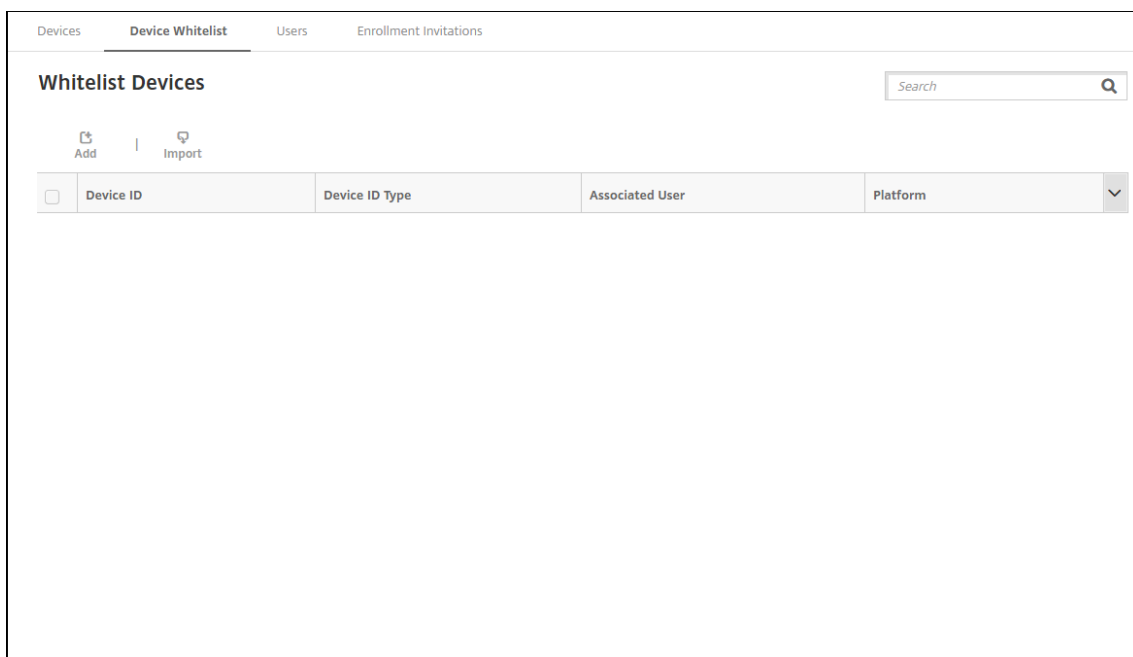 Devices Device Whitelist Users Enrollment Invitations
Whitelist Devices
Search
Add | Import
Device ID Device ID Type Associated User Platform